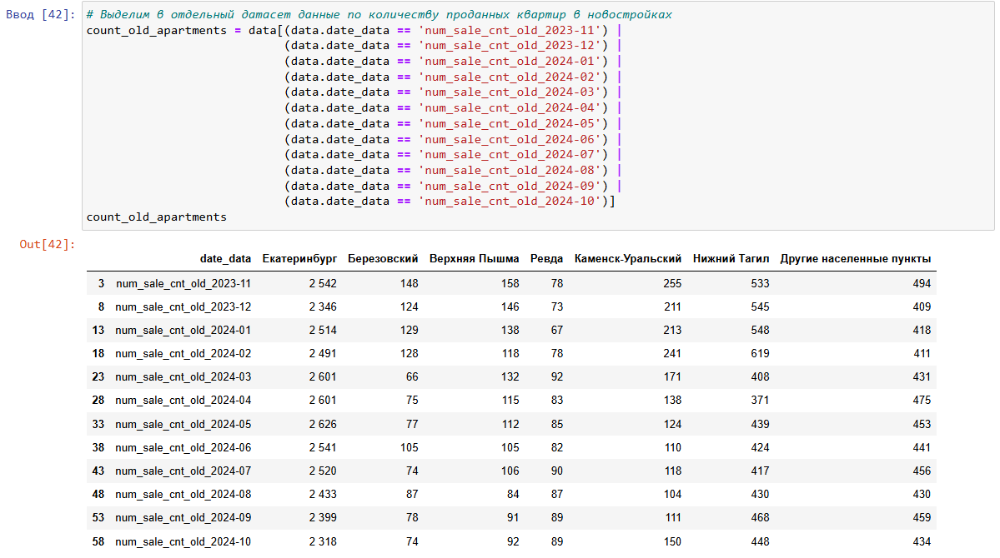 Ввод [42]: # Выделим в отдельный датасет данные по количеству проданных квартир в новостройках
count_old_apartments = data[(data.date_data == 'num_sale_cnt_old_2023-11') |
(data.date_data == 'num_sale_cnt_old_2023-12') |
(data.date_data == 'num_sale_cnt_old_2024-01') |
(data.date_data == 'num_sale_cnt_old_2024-02') |
(data.date_data == 'num_sale_cnt_old_2024-03') |
(data.date_data == 'num_sale_cnt_old_2024-04') |
(data.date_data == 'num_sale_cnt_old_2024-05') |
(data.date_data == 'num_sale_cnt_old_2024-06') |
(data.date_data == 'num_sale_cnt_old_2024-07') |
(data.date_data == 'num_sale_cnt_old_2024-08') |
(data.date_data == 'num_sale_cnt_old_2024-09') |
(data.date_data == 'num_sale_cnt_old_2024-10')]
count_old_apartments
Out[42]:
date_data Екатеринбург Березовский Верхняя Пышма Ревда Каменск-Уральский Нижний Тагил Другие населенные пункты
3 num_sale_cnt_old_2023-11 2 542 148 158 78 255 533 494
8 num_sale_cnt_old_2023-12 2 346 124 146 73 211 545 409
13 num_sale_cnt_old_2024-01 2 514 129 138 67 213 548 418
18 num_sale_cnt_old_2024-02 2 491 128 118 78 241 619 411
23 num_sale_cnt_old_2024-03 2 601 66 132 92 171 408 431
28 num_sale_cnt_old_2024-04 2 601 75 115 83 138 371 475
33 num_sale_cnt_old_2024-05 2 626 77 112 85 124 439 453
38 num_sale_cnt_old_2024-06 2 541 105 105 82 110 424 441
43 num_sale_cnt_old_2024-07 2 520 74 106 90 118 417 456
48 num_sale_cnt_old_2024-08 2 433 87 84 87 104 430 430
53 num_sale_cnt_old_2024-09 2 399 78 91 89 111 468 459
58 num_sale_cnt_old_2024-10 2 318 74 92 89 150 448 434